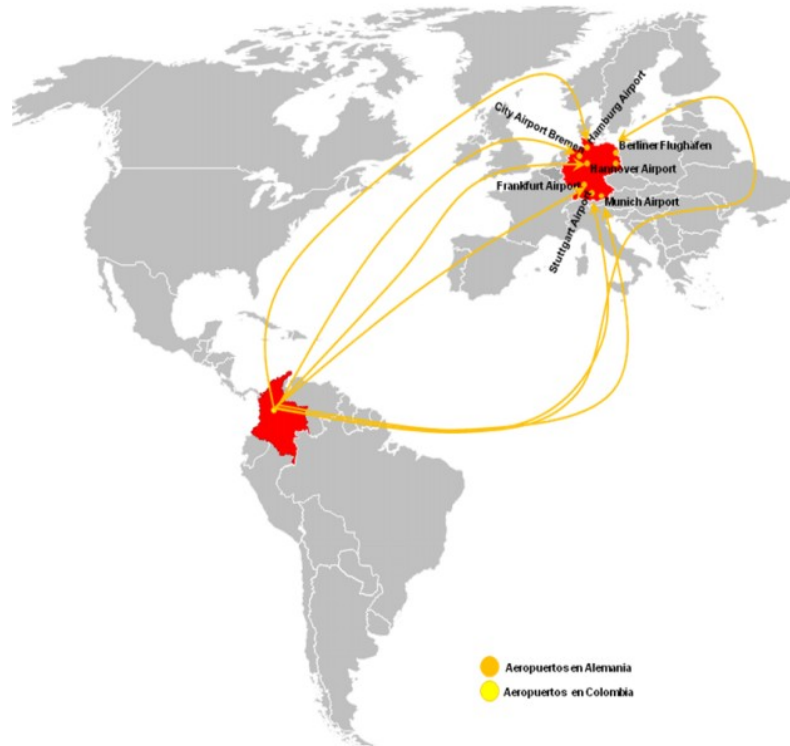 Hamburg Airport
City Airport Bremen
Berliner Flughafen
Hannover Airport
Frankfurt Airport
Munich Airport
Stuttgart Airport
Aeropuertos en Alemania
Aeropuertos en Colombia